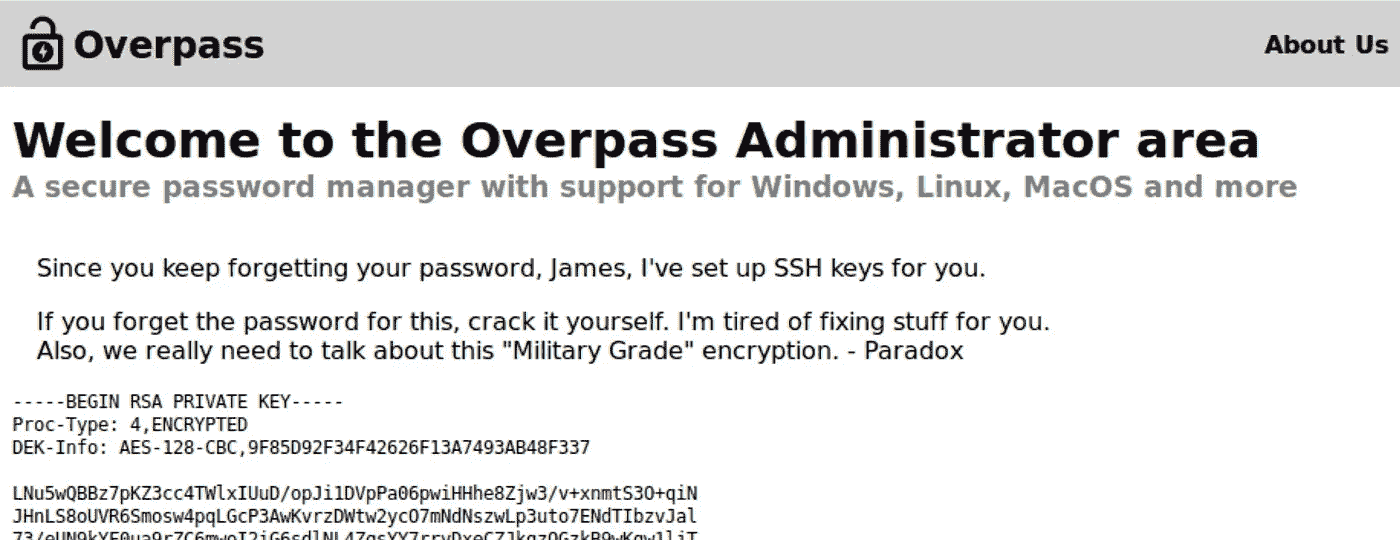 Overpass
About Us
Welcome to the Overpass Administrator area
A secure password manager with support for Windows, Linux, MacOS and more
Since you keep forgetting your password, James, I've set up SSH keys for you.
If you forget the password for this, crack it yourself. I'm tired of fixing stuff for you.
Also, we really need to talk about this "Military Grade" encryption. - Paradox
-----BEGIN RSA PRIVATE KEY-----
Proc-Type: 4,ENCRYPTED
DEK-Info: AES-128-CBC,9F85D92F34F42626F13A7493AB48F337
LNu5wQBBz7pKZ3cc4TWlxIUuD/opJi1DVpPa06pwiHHhe8Zjw3/v+xnmtS3O+qiN
JHnLS8oUVR6Smosw4pqLGcP3AwKvrzDWtw2ycO7mNdNszwLp3uto7ENdTIbzvJal